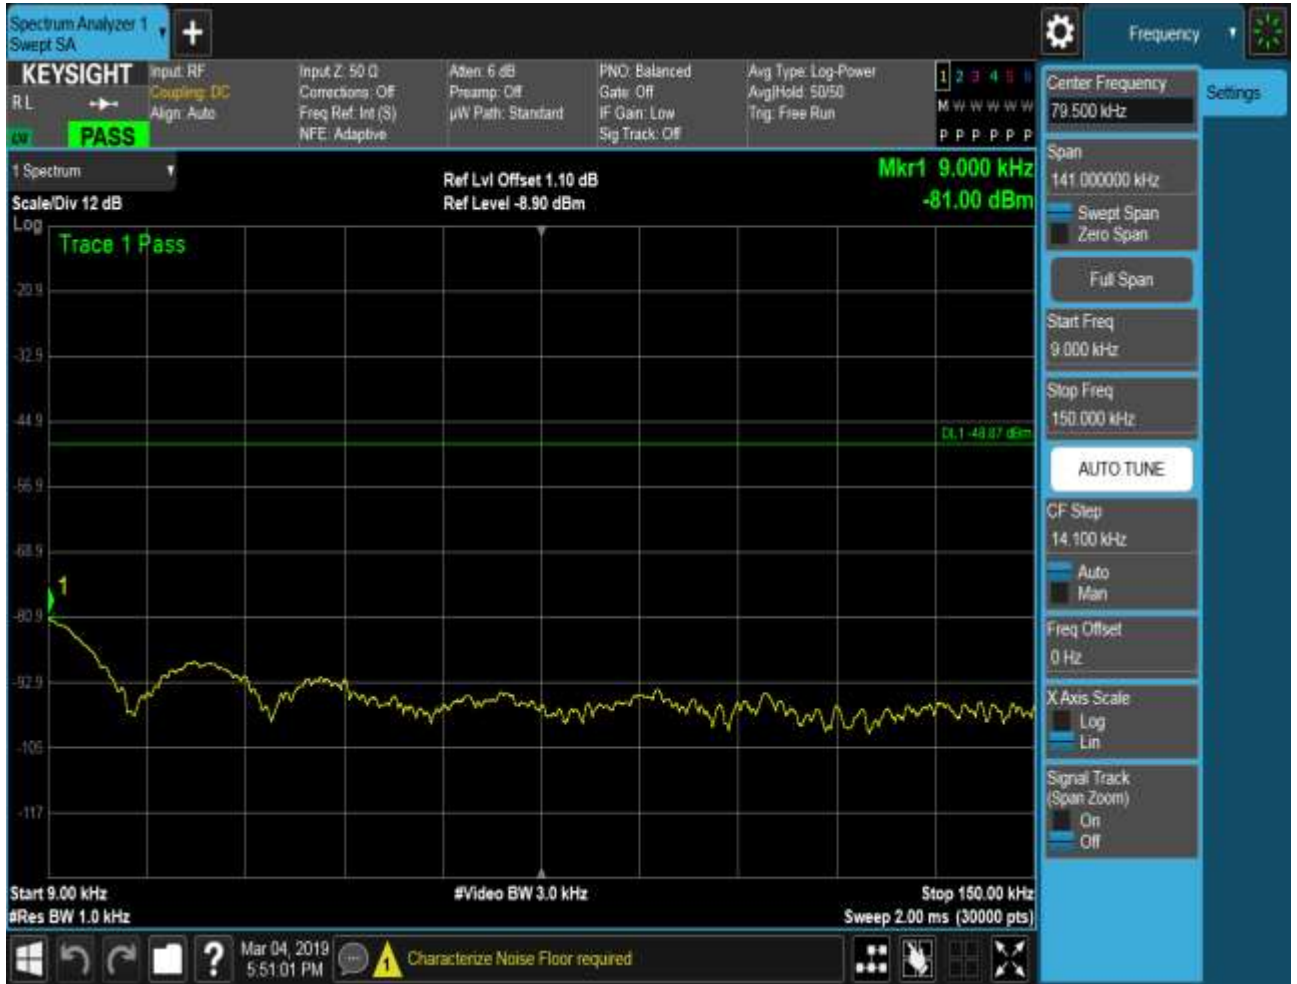 Spectrum Analyzer 1
Swept SA
+
Frequency
KEYSIGHT
RL
PASS
Input: RF
Coupling: DC
Align: Auto
Input Z: 50 Ω
Corrections: Off
Freq Ref: Int (S)
NFE: Adaptive
Atten: 6 dB
Preamp: Off
µW Path: Standard
PNO: Balanced
Gate: Off
IF Gain: Low
Sig Track: Off
Avg Type: Log-Power
Avg|Hold: 50/50
Trig: Free Run
1 2 3 4 5 6
M W W W W W
P P P P P P
1 Spectrum
Scale/Div 12 dB
Log
Ref Lvl Offset 1.10 dB
Ref Level -8.90 dBm
Mkr1 9.000 kHz
-81.00 dBm
Trace 1 Pass
-20.9
-32.9
-44.9
DL1 -48.87 dBm
-56.9
-68.9
1
-80.9
-92.9
-105
-117
Start 9.00 kHz
#Res BW 1.0 kHz
#Video BW 3.0 kHz
Stop 150.00 kHz
Sweep 2.00 ms (30000 pts)
Center Frequency
79.500 kHz
Settings
Span
141.000000 kHz
Swept Span
Zero Span
Full Span
Start Freq
9.000 kHz
Stop Freq
150.000 kHz
AUTO TUNE
CF Step
14.100 kHz
Auto
Man
Freq Offset
0 Hz
X Axis Scale
Log
Lin
Signal Track
(Span Zoom)
On
Off
?
Mar 04, 2019
5:51:01 PM
1
Characterize Noise Floor required